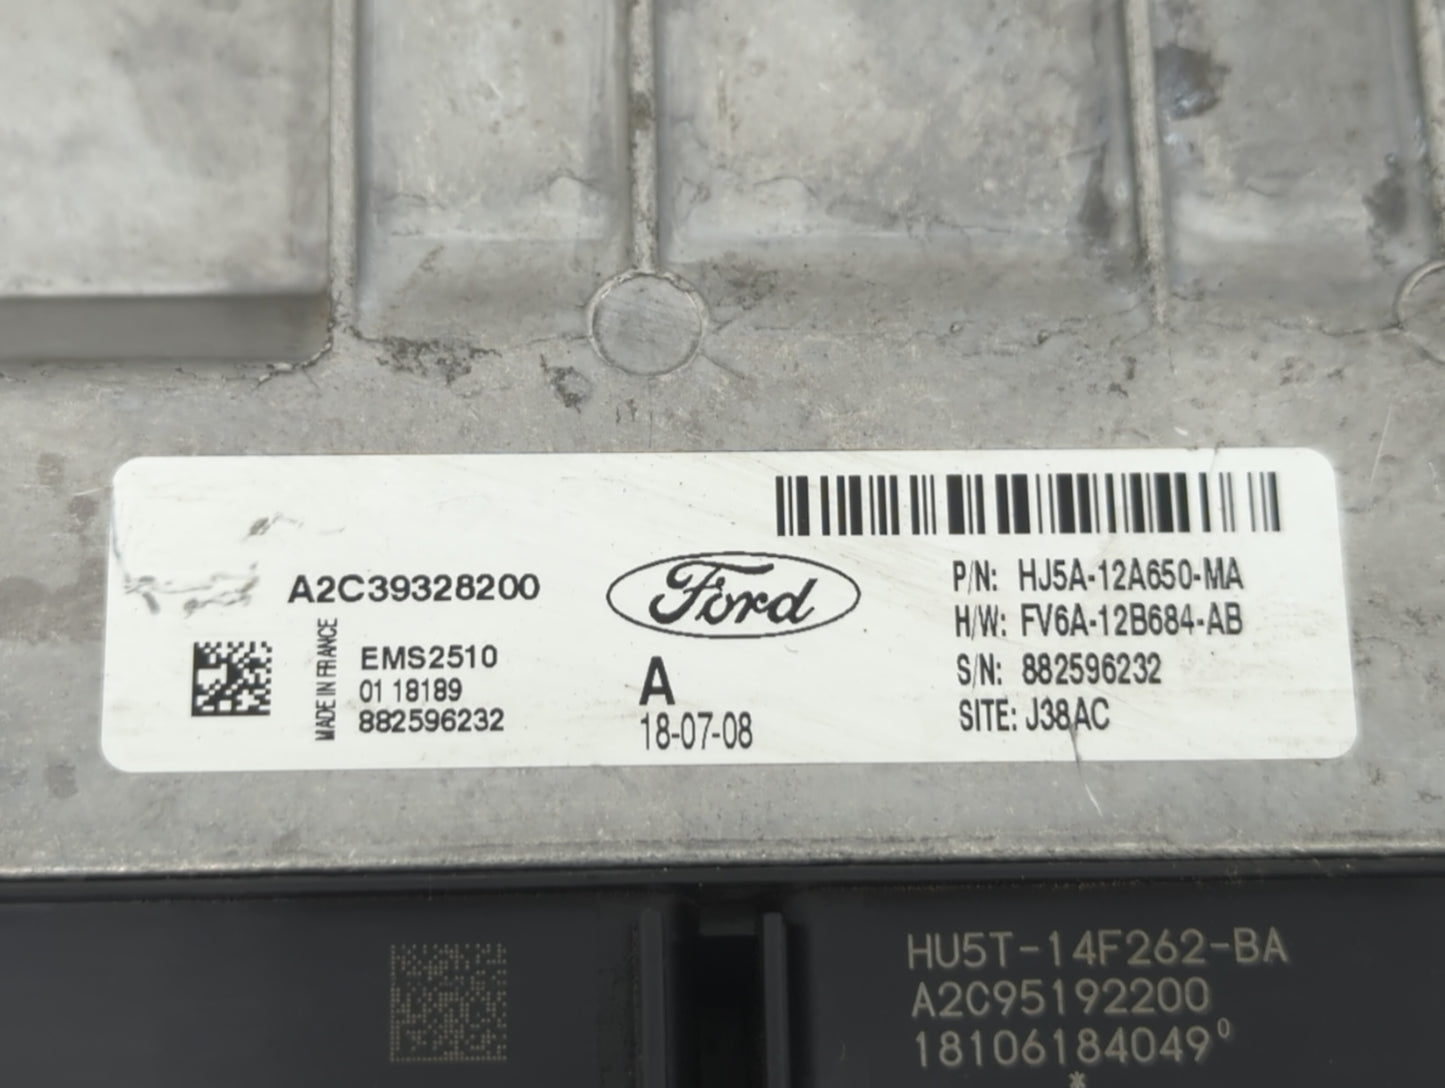 A2C39328200
MADE IN FRANCE
EMS2510
01 18189
882596232
Ford
A
18-07-08
P/N: HJ5A-12A650-MA
H/W: FV6A-12B684-AB
S/N: 882596232
SITE: J38AC
HU5T-14F262-BA
A2C95192200
18106184049⁰
*